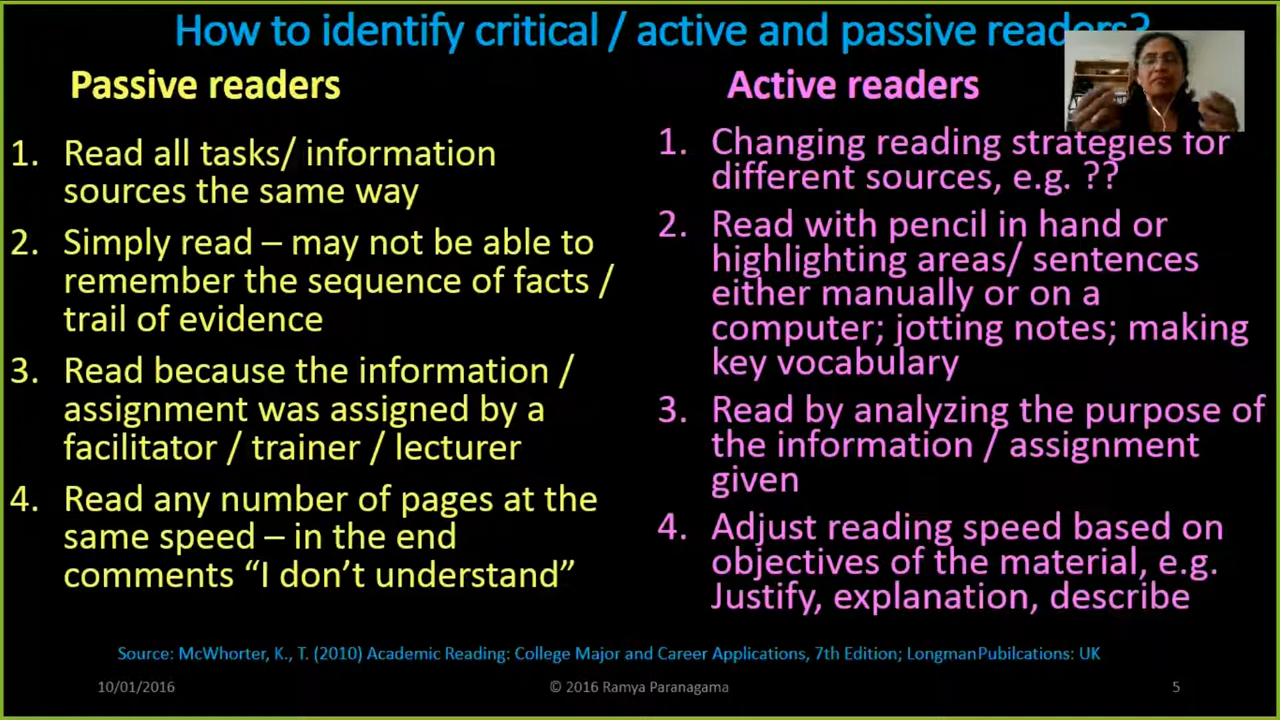 How to identify critical / active and passive readers?
Passive readers
1. Read all tasks/ information
sources the same way
2. Simply read – may not be able to
remember the sequence of facts /
trail of evidence
3. Read because the information /
assignment was assigned by a
facilitator / trainer / lecturer
4. Read any number of pages at the
same speed – in the end
comments “I don’t understand”
Active readers
1. Changing reading strategies for
different sources, e.g. ??
2. Read with pencil in hand or
highlighting areas/ sentences
either manually or on a
computer; jotting notes; making
key vocabulary
3. Read by analyzing the purpose of
the information / assignment
given
4. Adjust reading speed based on
objectives of the material, e.g.
Justify, explanation, describe
Source: McWhorter, K., T. (2010) Academic Reading: College Major and Career Applications, 7th Edition; LongmanPubilcations: UK
10/01/2016
© 2016 Ramya Paranagama
5